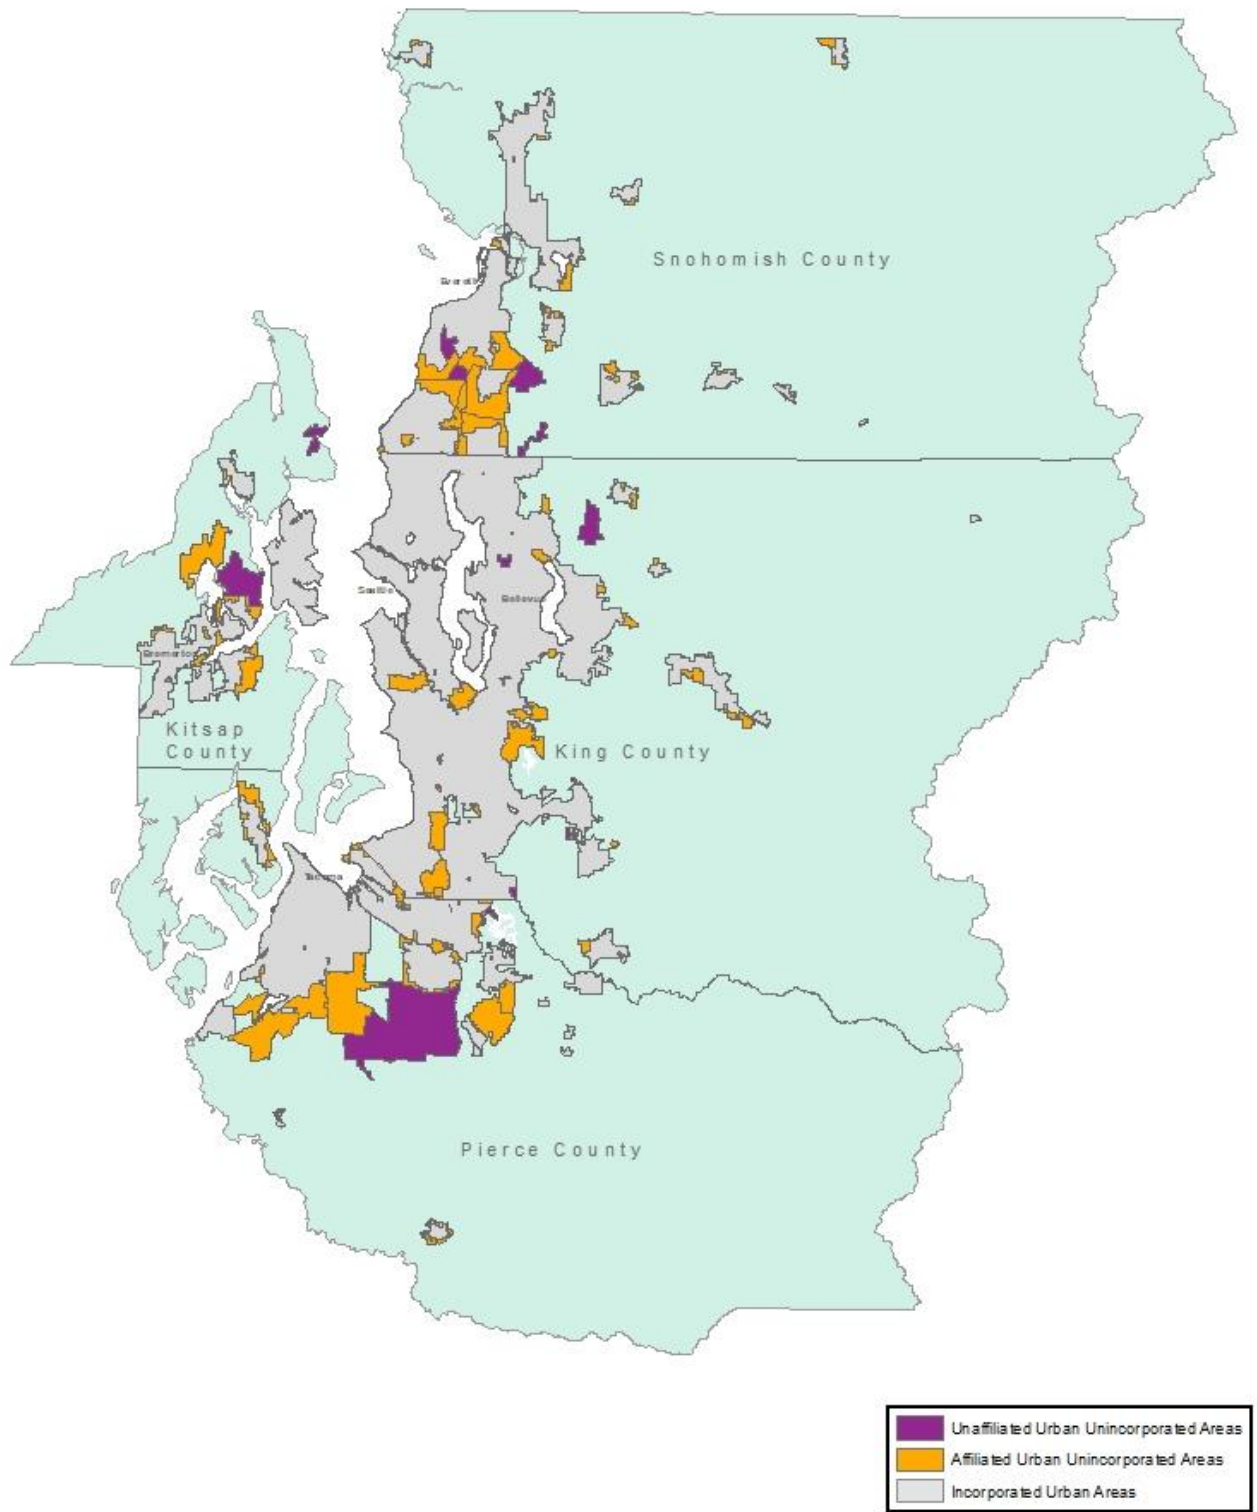 Snohomish County
Everett
Seattle
Bellevue
Bremerton
Kitsap
County
King County
Tacoma
Pierce County
Unaffiliated Urban Unincorporated Areas
Affiliated Urban Unincorporated Areas
Incorporated Urban Areas